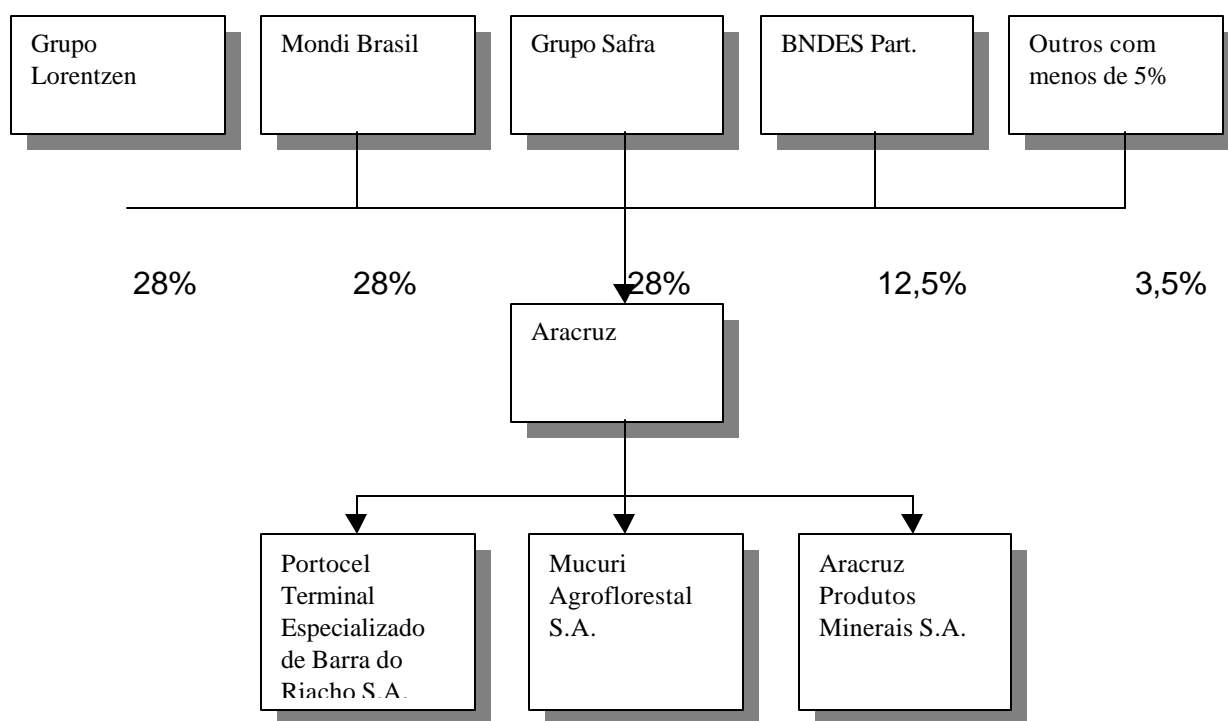 Grupo
Lorentzen
Mondi Brasil
Grupo Safra
BNDES Part.
Outros com
menos de 5%
28%
28%
28%
12,5%
3,5%
Aracruz
Portocel
Terminal
Especializado
de Barra do
Riacho S.A.
Mucuri
Agroflorestal
S.A.
Aracruz
Produtos
Minerais S.A.